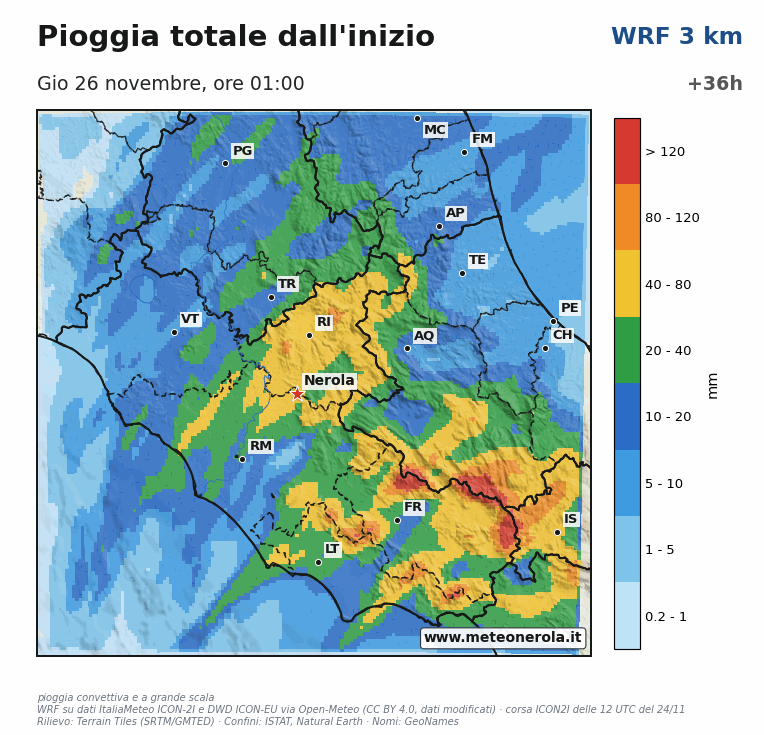 Pioggia totale dall'inizio
WRF 3 km
Gio 26 novembre, ore 01:00
+36h
MC
FM
PG
AP
TE
TR
PE
VT
RI
AQ
CH
Nerola
RM
FR
IS
LT
www.meteonerola.it
> 120
80 - 120
40 - 80
20 - 40
10 - 20
5 - 10
1 - 5
0.2 - 1
mm
pioggia convettiva e a grande scala
WRF su dati ItaliaMeteo ICON-2I e DWD ICON-EU via Open-Meteo (CC BY 4.0, dati modificati) · corsa ICON2I delle 12 UTC del 24/11
Rilievo: Terrain Tiles (SRTM/GMTED) · Confini: ISTAT, Natural Earth · Nomi: GeoNames